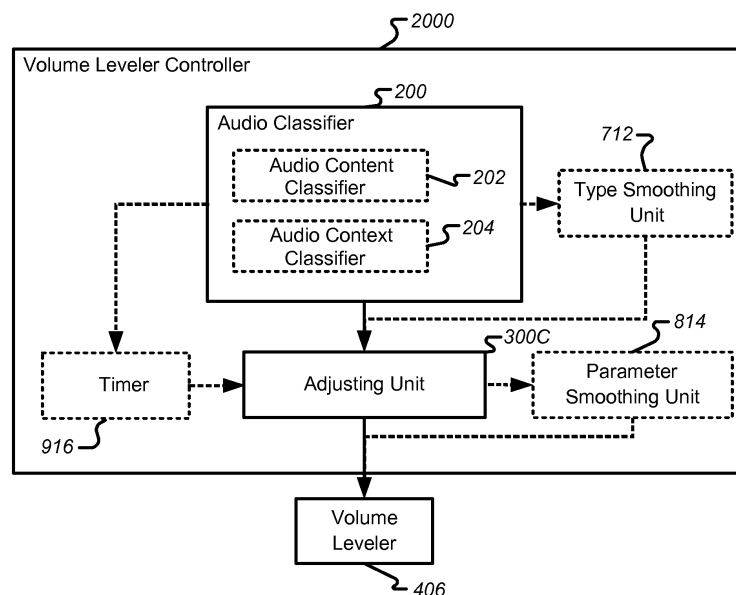 2000
Volume Leveler Controller
200
Audio Classifier
712
Audio Content
Classifier
202
Type Smoothing
Unit
204
Audio Context
Classifier
300C
814
Timer
Adjusting Unit
Parameter
Smoothing Unit
916
Volume
Leveler
406